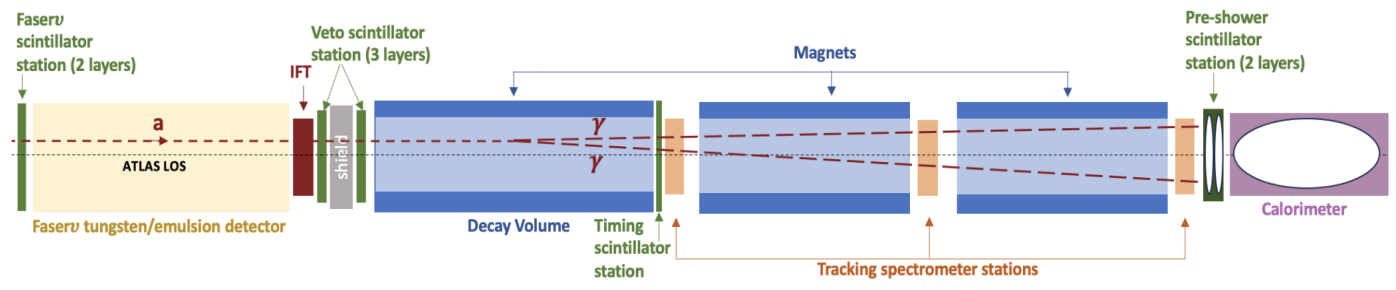 Faserν
scintillator
station (2 layers)
IFT
Veto scintillator
station (3 layers)
Magnets
Pre-shower
scintillator
station (2 layers)
a
ATLAS LOS
shield
γ
γ
Faserν tungsten/emulsion detector
Decay Volume
Timing
scintillator
station
Tracking spectrometer stations
Calorimeter